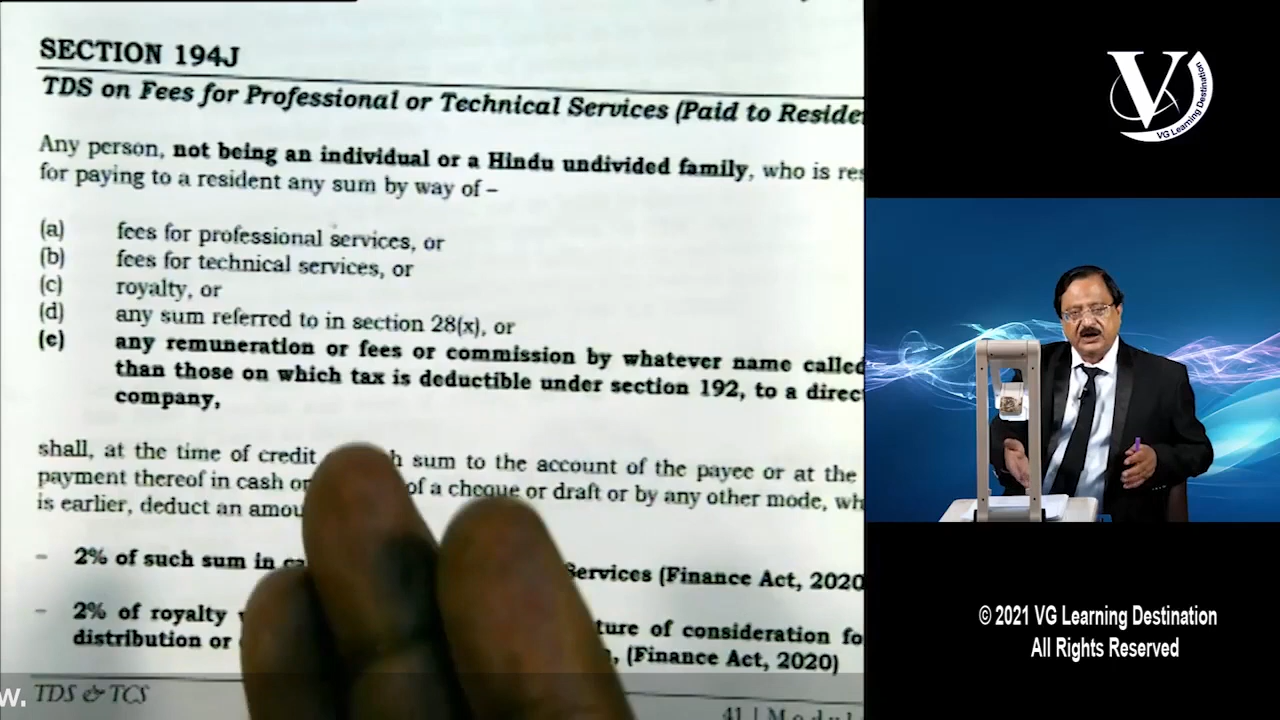 SECTION 194J
TDS on Fees for Professional or Technical Services (Paid to Reside
Any person, not being an individual or a Hindu undivided family, who is res
for paying to a resident any sum by way of –
(a) fees for professional services, or
(b) fees for technical services, or
(c) royalty, or
(d) any sum referred to in section 28(x), or
(e) any remuneration or fees or commission by whatever name called
than those on which tax is deductible under section 192, to a direc
company,
shall, at the time of credit h sum to the account of the payee or at the
payment thereof in cash or of a cheque or draft or by any other mode, wh
is earlier, deduct an amou
– 2% of such sum in ca Services (Finance Act, 2020
– 2% of royalty ture of consideration fo
distribution or , (Finance Act, 2020)
w. TDS & TCS
41 | Modul
V
VG Learning Destination
© 2021 VG Learning Destination
All Rights Reserved